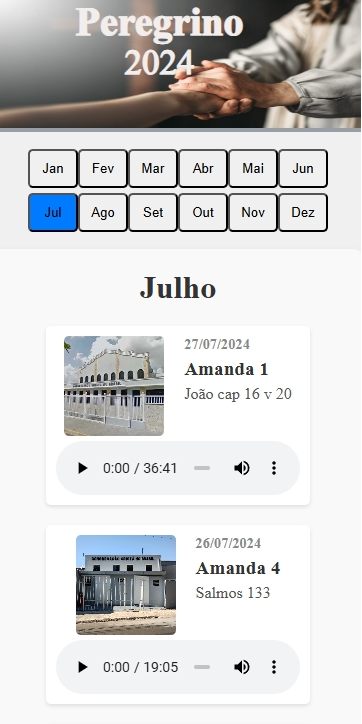 Peregrino
2024
Jan Fev Mar Abr Mai Jun
Jul Ago Set Out Nov Dez
Julho
27/07/2024
Amanda 1
João cap 16 v 20
0:00 / 36:41
26/07/2024
Amanda 4
Salmos 133
0:00 / 19:05